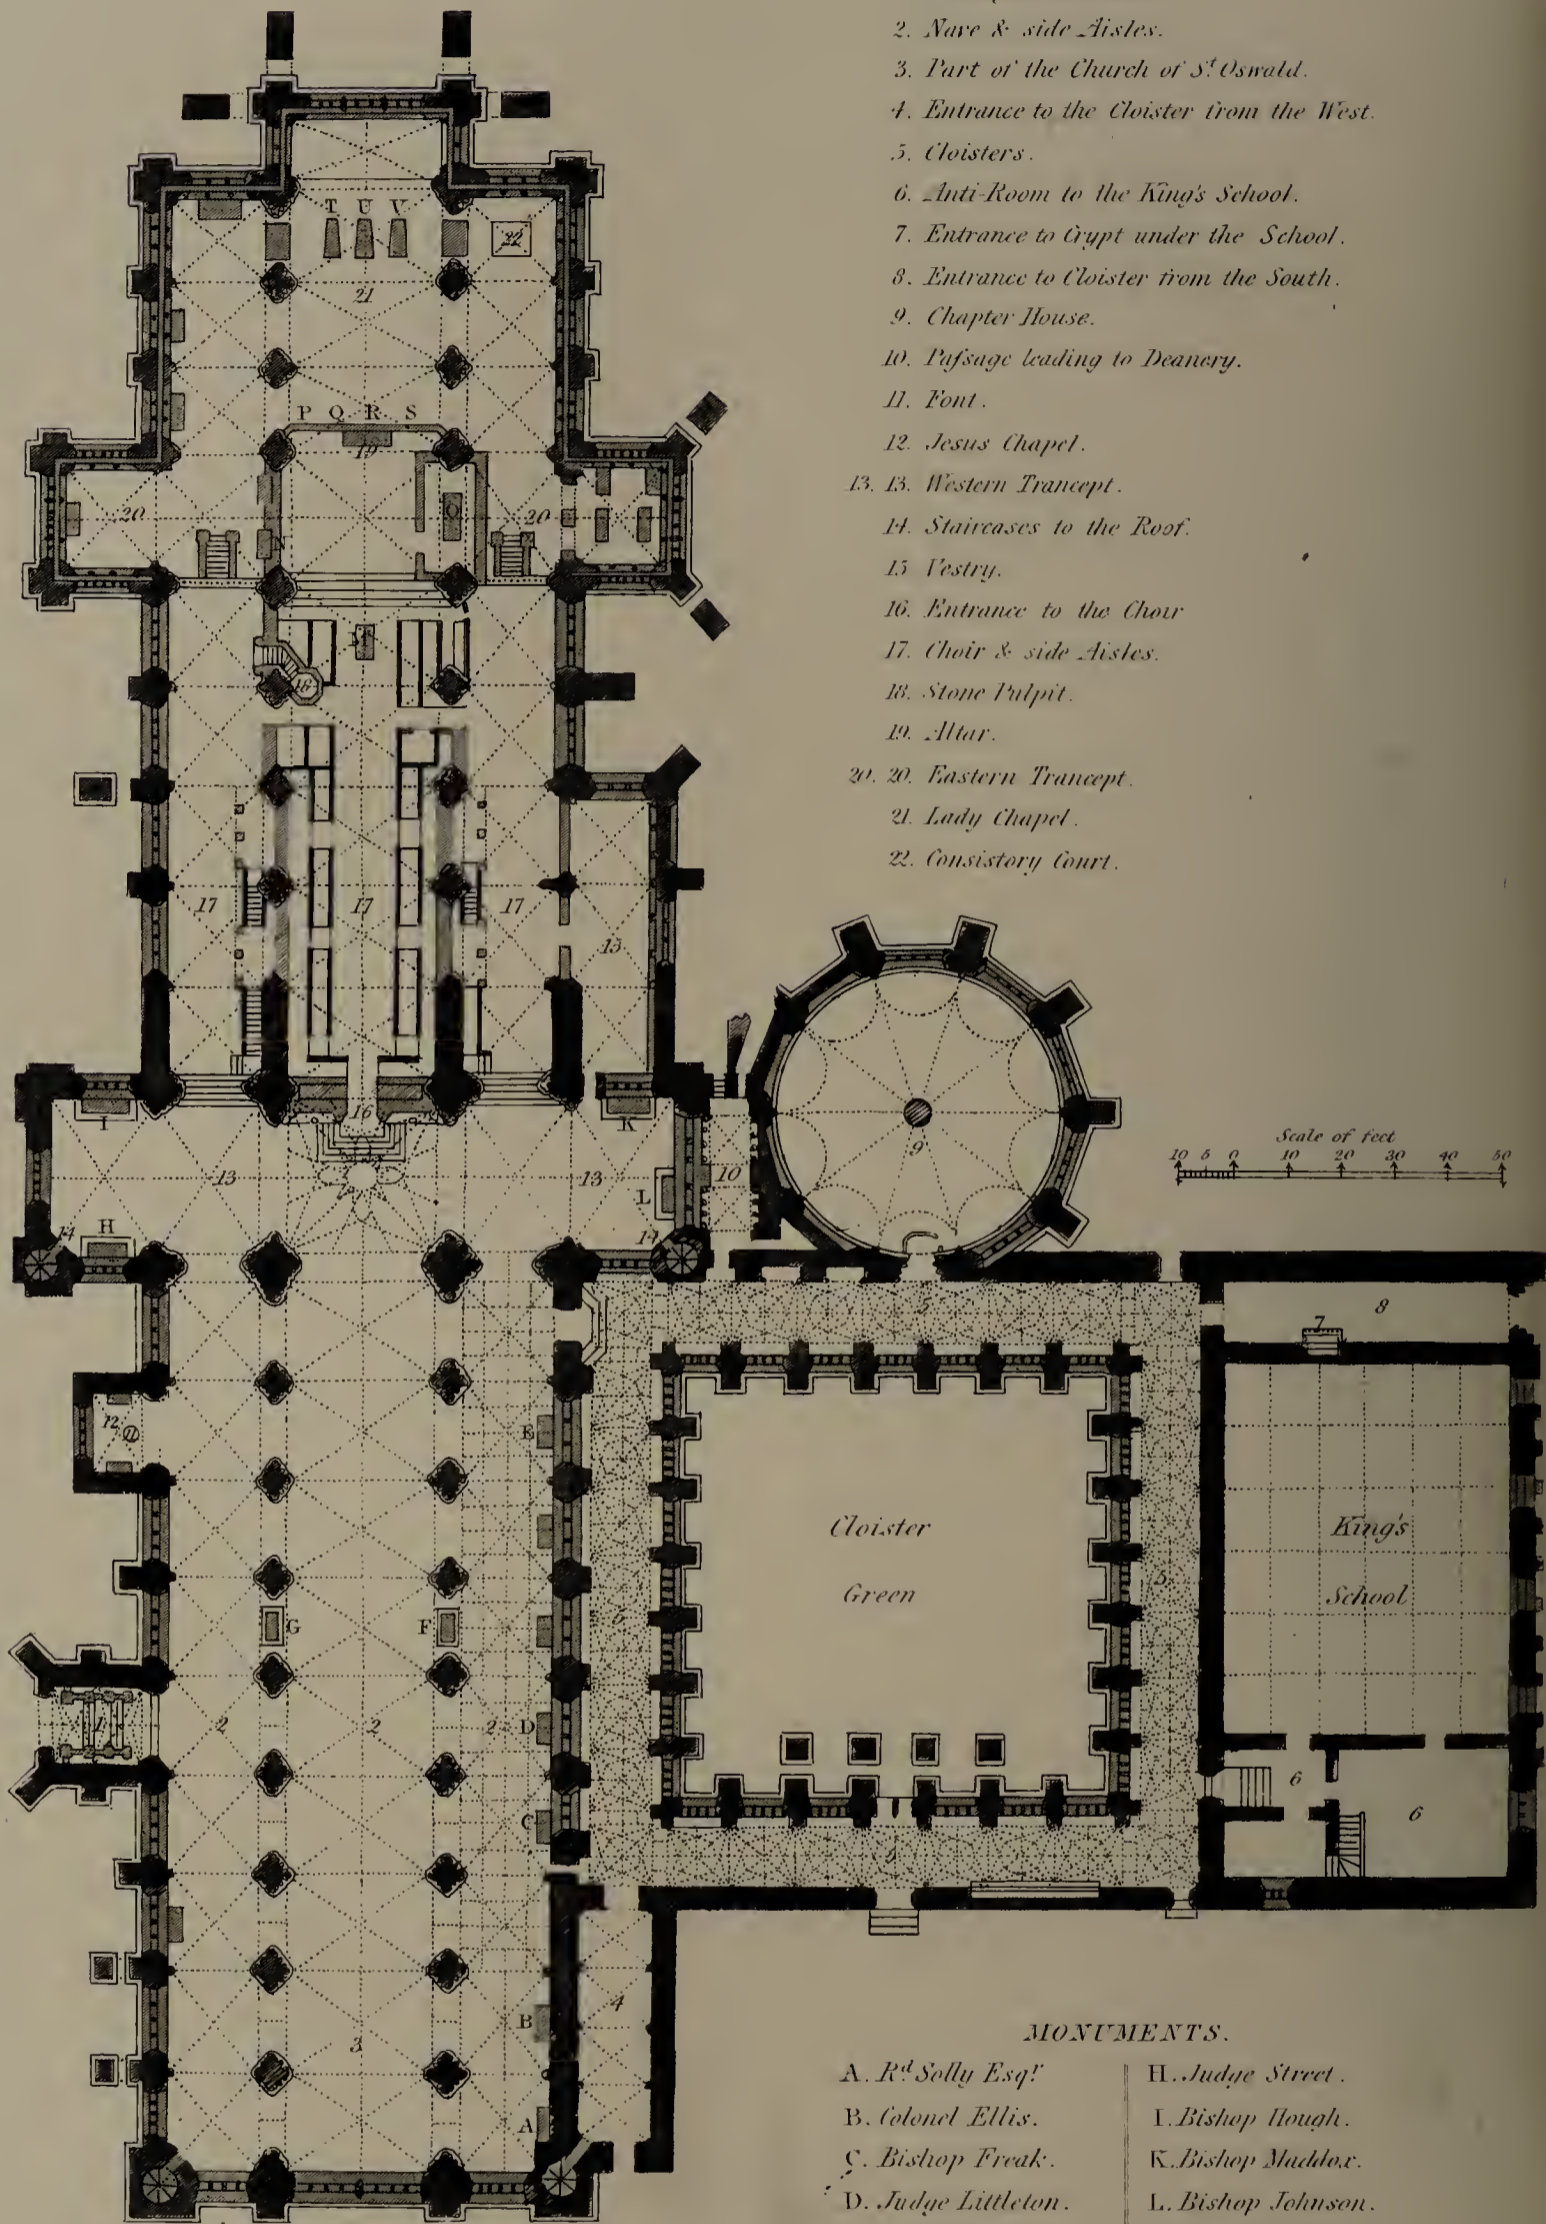 2. Nave & side Aisles.
3. Part of the Church of St. Oswald.
4. Entrance to the Cloister from the West.
5. Cloisters.
6. Anti-Room to the King's School.
7. Entrance to Crypt under the School.
8. Entrance to Cloister from the South.
9. Chapter House.
10. Paſsage leading to Deanery.
11. Font.
12. Jesus Chapel.
13. 13. Western Trancept.
14. Staircases to the Roof.
15 Vestry.
16. Entrance to the Choir
17. Choir & side Aisles.
18. Stone Pulpit.
19. Altar.
20. 20. Eastern Trancept.
21. Lady Chapel.
22. Consistory Court.
T U V
22
21
P Q R S
19
20
O
20
N
M
18
17
17
17
15
16
I
K
9
Scale of feet
10 5 0 10 20 30 40 50
13
13
L
10
14
H
14
5
8
7
12
11
E
Cloister
Green
King's
School
5
5
G
F
1
2
2
2
D
C
6
6
5
4
B
3
A
MONUMENTS.
A. Rd. Solly Esqr.
B. Colonel Ellis.
C. Bishop Freak.
D. Judge Littleton.
H. Judge Street.
I. Bishop Hough.
K. Bishop Maddox.
L. Bishop Johnson.